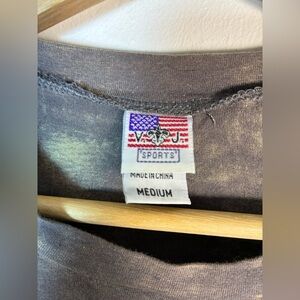 V. J.
"SPORTS"
MADE IN CHINA
MEDIUM